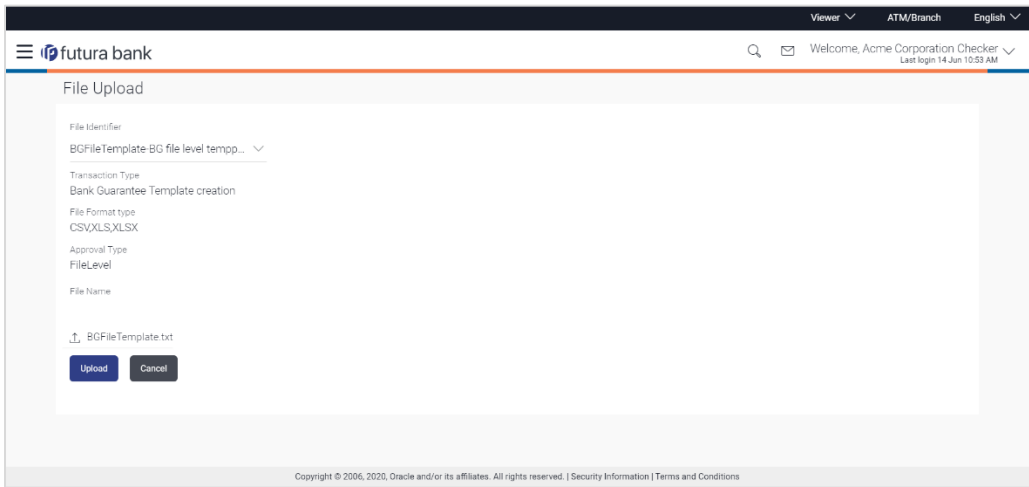 Viewer ATM/Branch English
futura bank
Welcome, Acme Corporation Checker
Last login 14 Jun 10:53 AM
File Upload
File Identifier
BGFileTemplate-BG file level tempp...
Transaction Type
Bank Guarantee Template creation
File Format type
CSV,XLS,XLSX
Approval Type
FileLevel
File Name
BGFileTemplate.txt
Upload Cancel
Copyright © 2006, 2020, Oracle and/or its affiliates. All rights reserved. | Security Information | Terms and Conditions